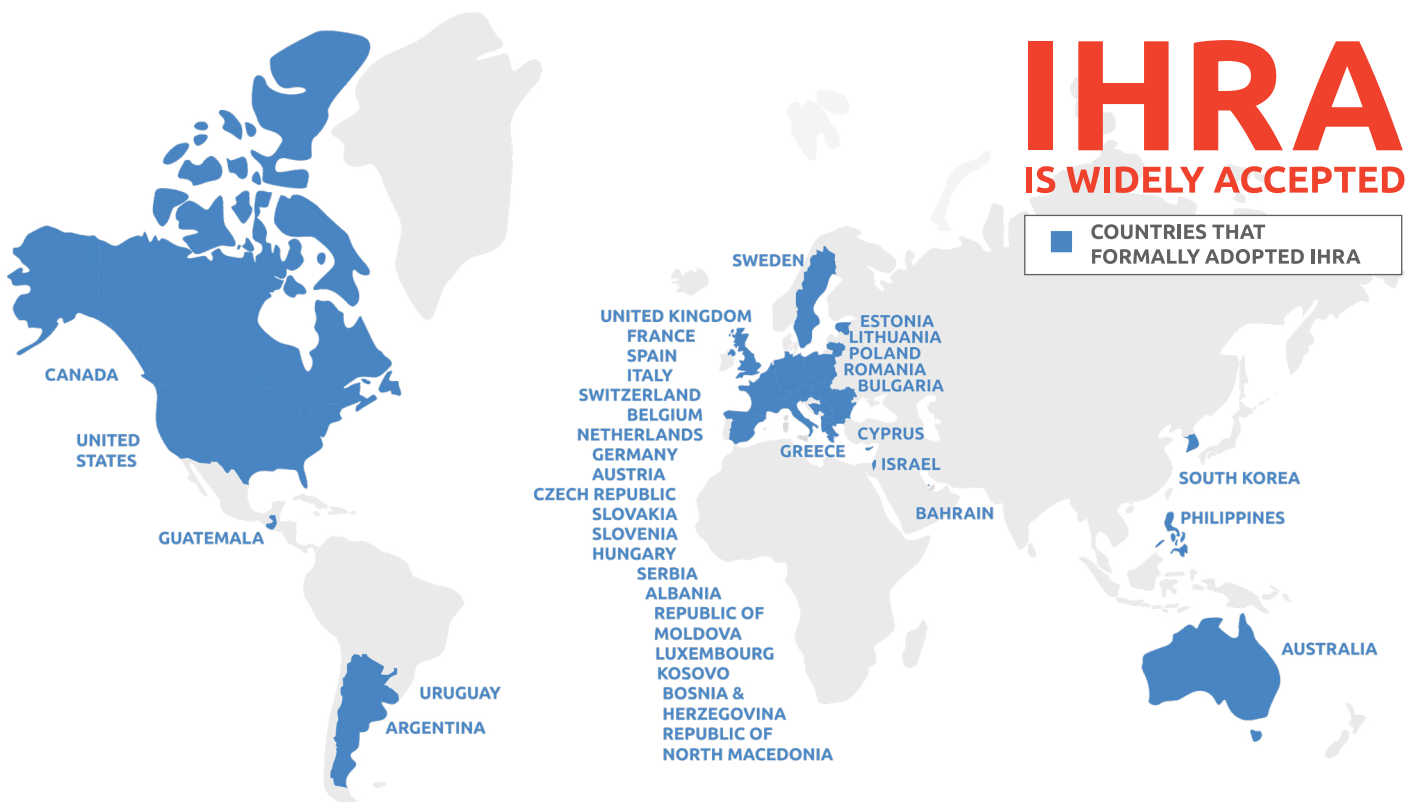 IHRA
IS WIDELY ACCEPTED
COUNTRIES THAT
FORMALLY ADOPTED IHRA
CANADA
UNITED
STATES
GUATEMALA
URUGUAY
ARGENTINA
SWEDEN
UNITED KINGDOM
FRANCE
SPAIN
ITALY
SWITZERLAND
BELGIUM
NETHERLANDS
GERMANY
AUSTRIA
CZECH REPUBLIC
SLOVAKIA
SLOVENIA
HUNGARY
SERBIA
ALBANIA
REPUBLIC OF
MOLDOVA
LUXEMBOURG
KOSOVO
BOSNIA &
HERZEGOVINA
REPUBLIC OF
NORTH MACEDONIA
ESTONIA
LITHUANIA
POLAND
ROMANIA
BULGARIA
GREECE
CYPRUS
ISRAEL
BAHRAIN
SOUTH KOREA
PHILIPPINES
AUSTRALIA